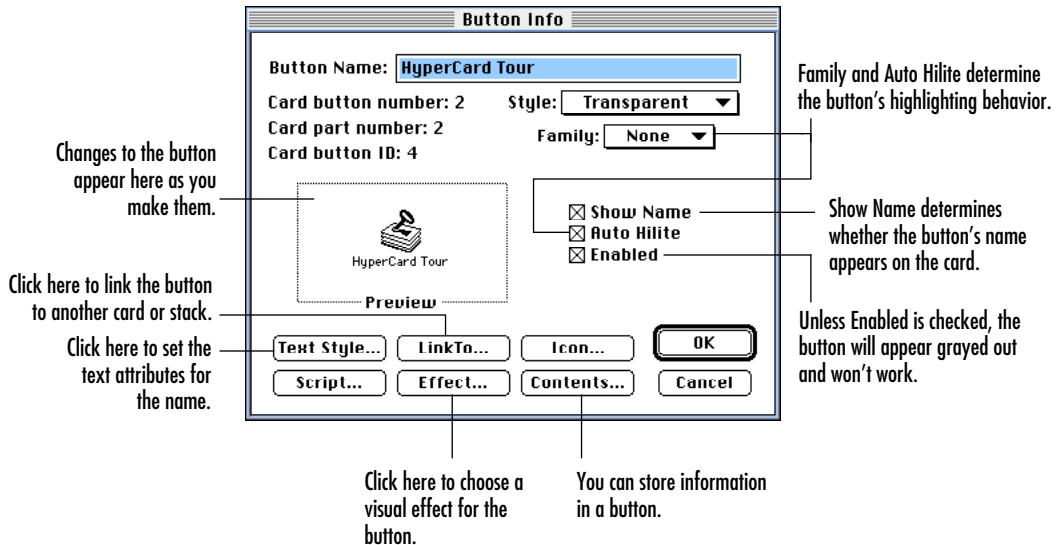 Button Info
Button Name: HyperCard Tour
Card button number: 2
Style: Transparent
Card part number: 2
Family: None
Card button ID: 4
HyperCard Tour
Preview
Show Name
Auto Hilite
Enabled
Text Style...
LinkTo...
Icon...
OK
Script...
Effect...
Contents...
Cancel
Changes to the button
appear here as you
make them.
Click here to link the button
to another card or stack.
Click here to set the
text attributes for
the name.
Family and Auto Hilite determine
the button’s highlighting behavior.
Show Name determines
whether the button’s name
appears on the card.
Unless Enabled is checked, the
button will appear grayed out
and won’t work.
Click here to choose a
visual effect for the
button.
You can store information
in a button.